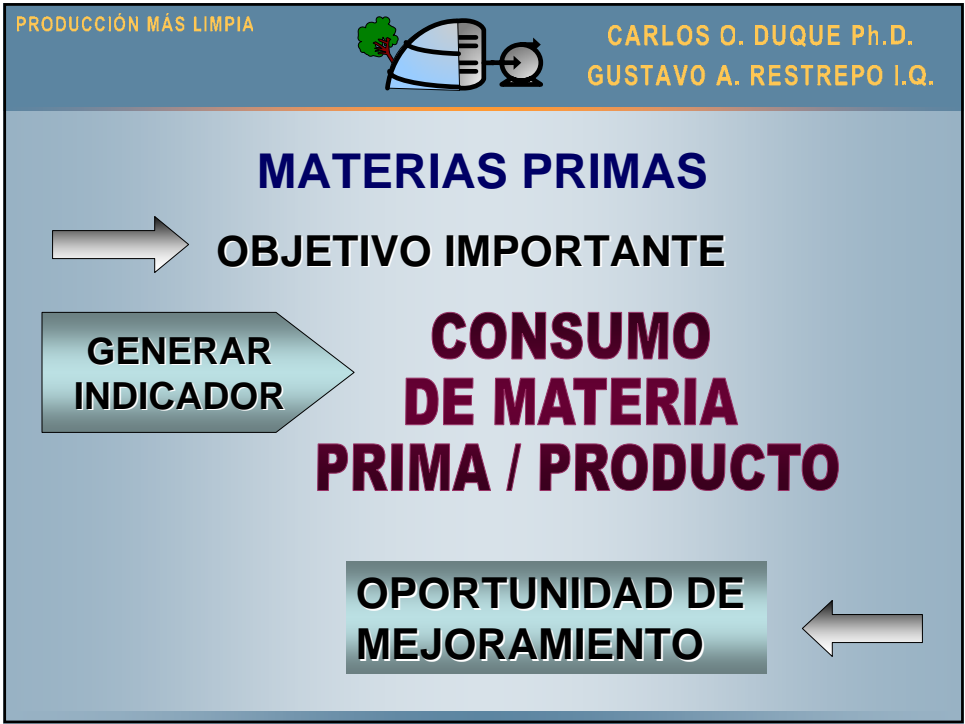 PRODUCCIÓN MÁS LIMPIA
CARLOS O. DUQUE Ph.D.
GUSTAVO A. RESTREPO I.Q.
MATERIAS PRIMAS
OBJETIVO IMPORTANTE
GENERAR
INDICADOR
CONSUMO
DE MATERIA
PRIMA / PRODUCTO
OPORTUNIDAD DE
MEJORAMIENTO